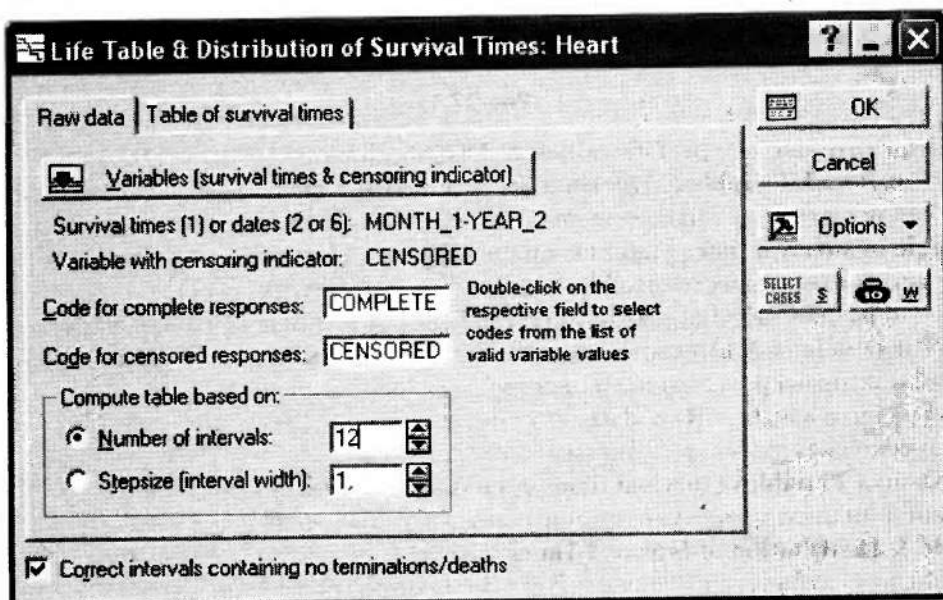 Life Table & Distribution of Survival Times: Heart
Raw data
Table of survival times
OK
Cancel
Options
SELECT CASES S
W
Variables (survival times & censoring indicator)
Survival times (1) or dates (2 or 6): MONTH_1-YEAR_2
Variable with censoring indicator: CENSORED
Code for complete responses: COMPLETE
Code for censored responses: CENSORED
Double-click on the
respective field to select
codes from the list of
valid variable values
Compute table based on:
Number of intervals: 12
Stepsize (interval width): 1,
Correct intervals containing no terminations/deaths